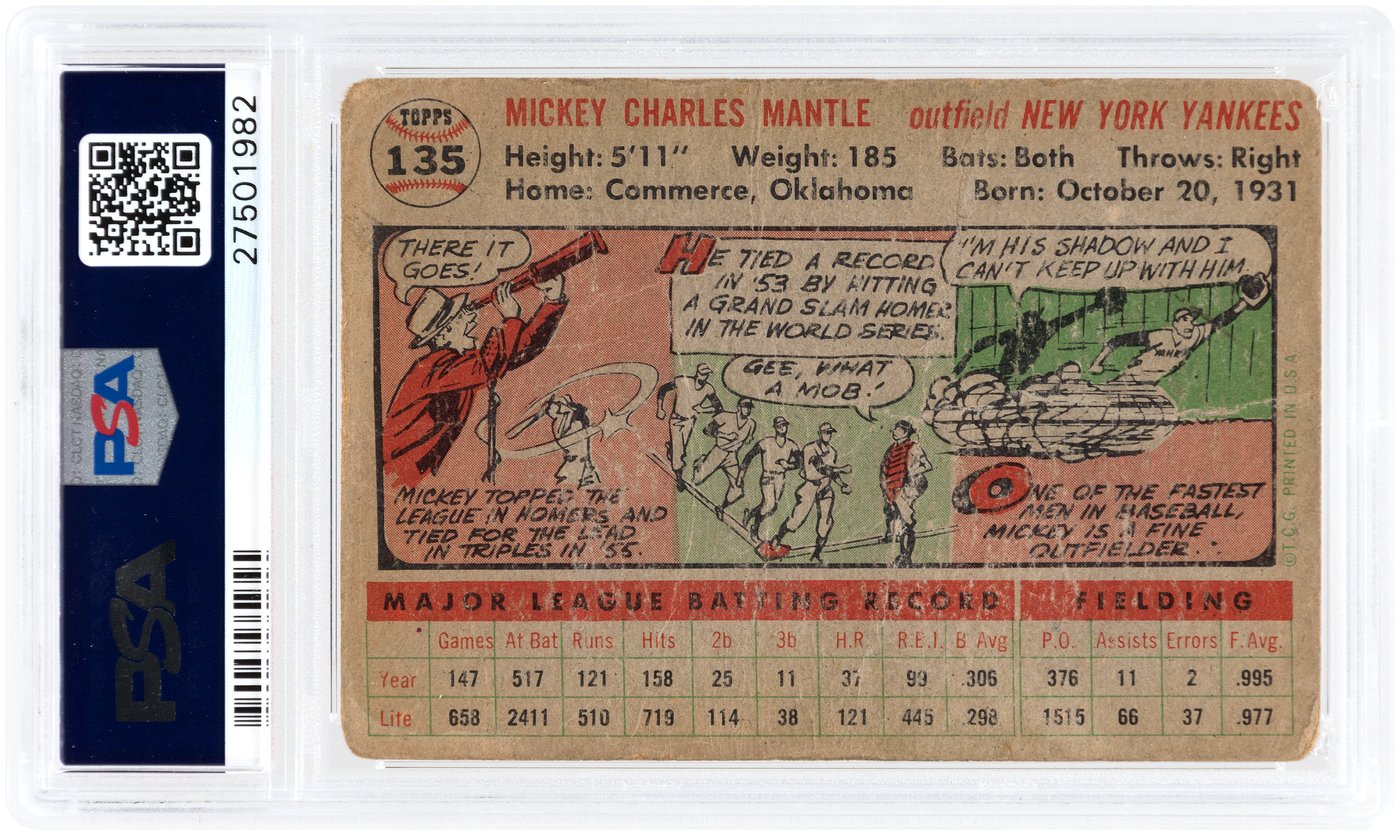 27501982
PSA
PSA
TOPPS
135
MICKEY CHARLES MANTLE outfield NEW YORK YANKEES
Height: 5'11" Weight: 185 Bats: Both Throws: Right
Home: Commerce, Oklahoma Born: October 20, 1931
THERE IT
GOES!
MICKEY TOPPED THE
LEAGUE IN HOMERS AND
TIED FOR THE LEAD
IN TRIPLES IN '55.
HE TIED A RECORD
IN '53 BY HITTING
A GRAND SLAM HOMER
IN THE WORLD SERIES.
GEE, WHAT
A MOB!
I'M HIS SHADOW AND I
CAN'T KEEP UP WITH HIM
ONE OF THE FASTEST
MEN IN BASEBALL,
MICKEY IS A FINE
OUTFIELDER..
©T.C.G. PRINTED IN U.S.A
MAJOR LEAGUE BATTING RECORD FIELDING
Games At Bat Runs Hits 2b 3b H.R. R.B.I. B Avg P.O. Assists Errors F. Avg.
Year 147 517 121 158 25 11 37 99 .306 376 11 2 .995
Life 658 2411 510 719 114 38 121 445 .298 1515 66 37 .977